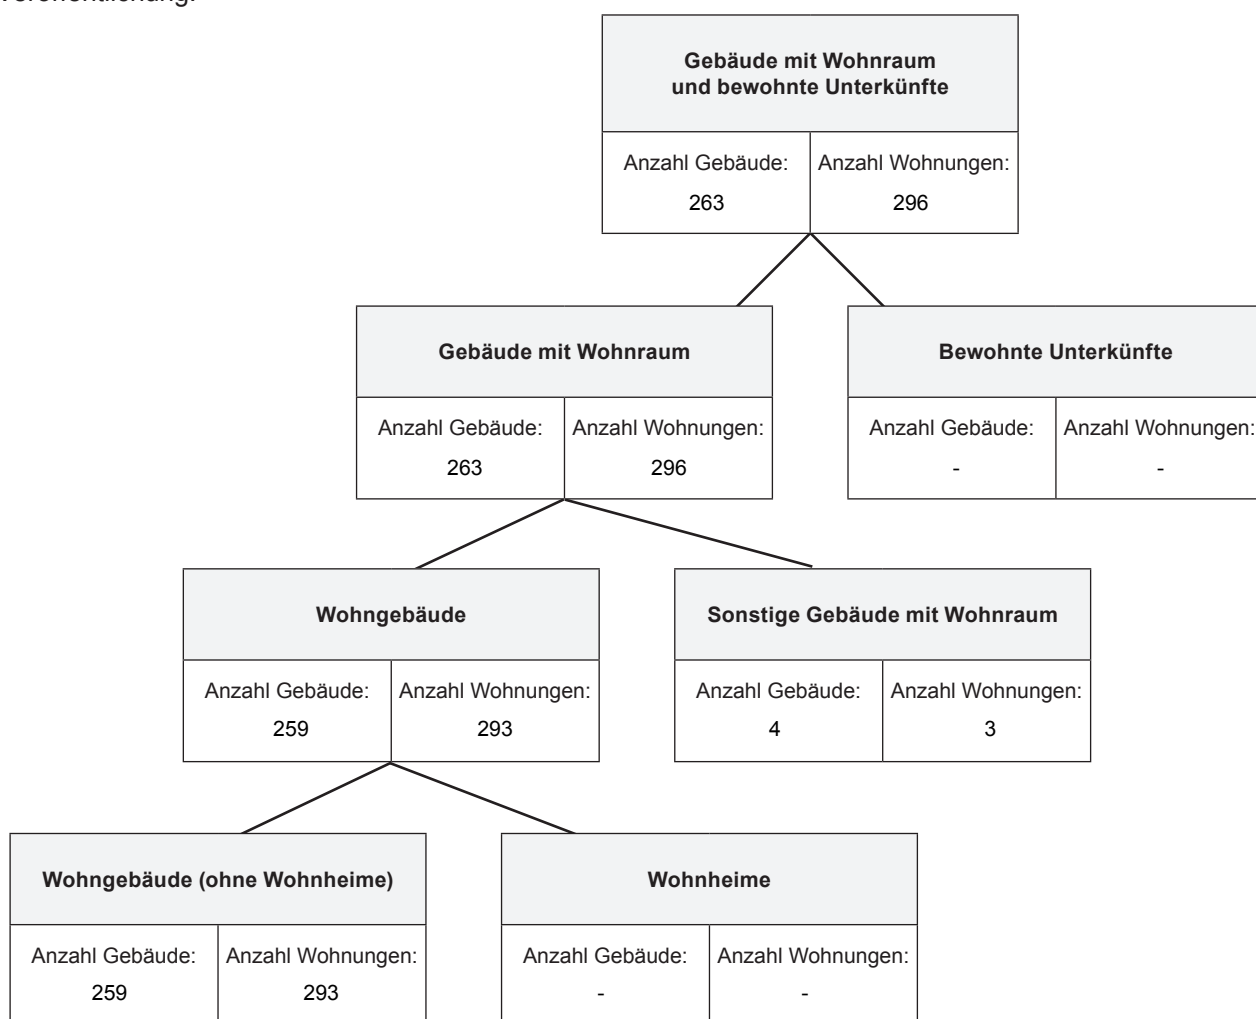 Veröffentlichung.
Gebäude mit Wohnraum
und bewohnte Unterkünfte
Anzahl Gebäude: Anzahl Wohnungen:
263 296
Gebäude mit Wohnraum Bewohnte Unterkünfte
Anzahl Gebäude: Anzahl Wohnungen: Anzahl Gebäude: Anzahl Wohnungen:
263 296 - -
Wohngebäude Sonstige Gebäude mit Wohnraum
Anzahl Gebäude: Anzahl Wohnungen: Anzahl Gebäude: Anzahl Wohnungen:
259 293 4 3
Wohngebäude (ohne Wohnheime) Wohnheime
Anzahl Gebäude: Anzahl Wohnungen: Anzahl Gebäude: Anzahl Wohnungen:
259 293 - -